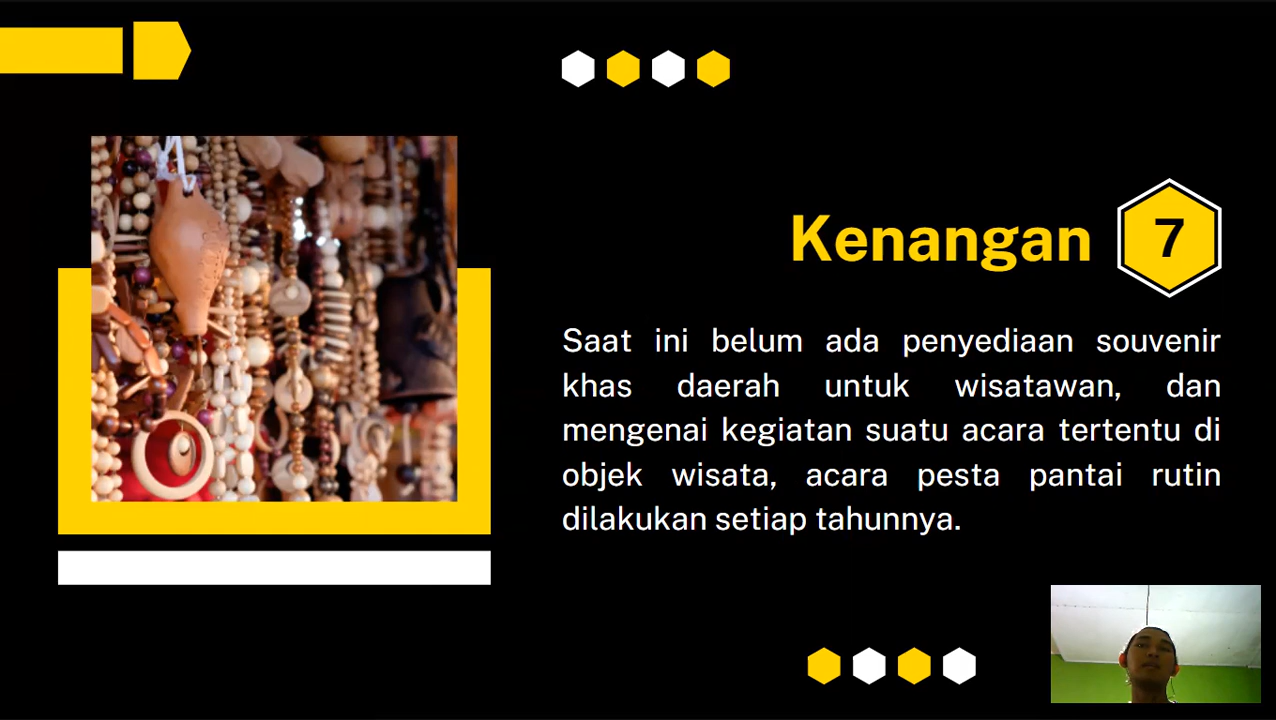 Kenangan 7
Saat ini belum ada penyediaan souvenir
khas daerah untuk wisatawan, dan
mengenai kegiatan suatu acara tertentu di
objek wisata, acara pesta pantai rutin
dilakukan setiap tahunnya.